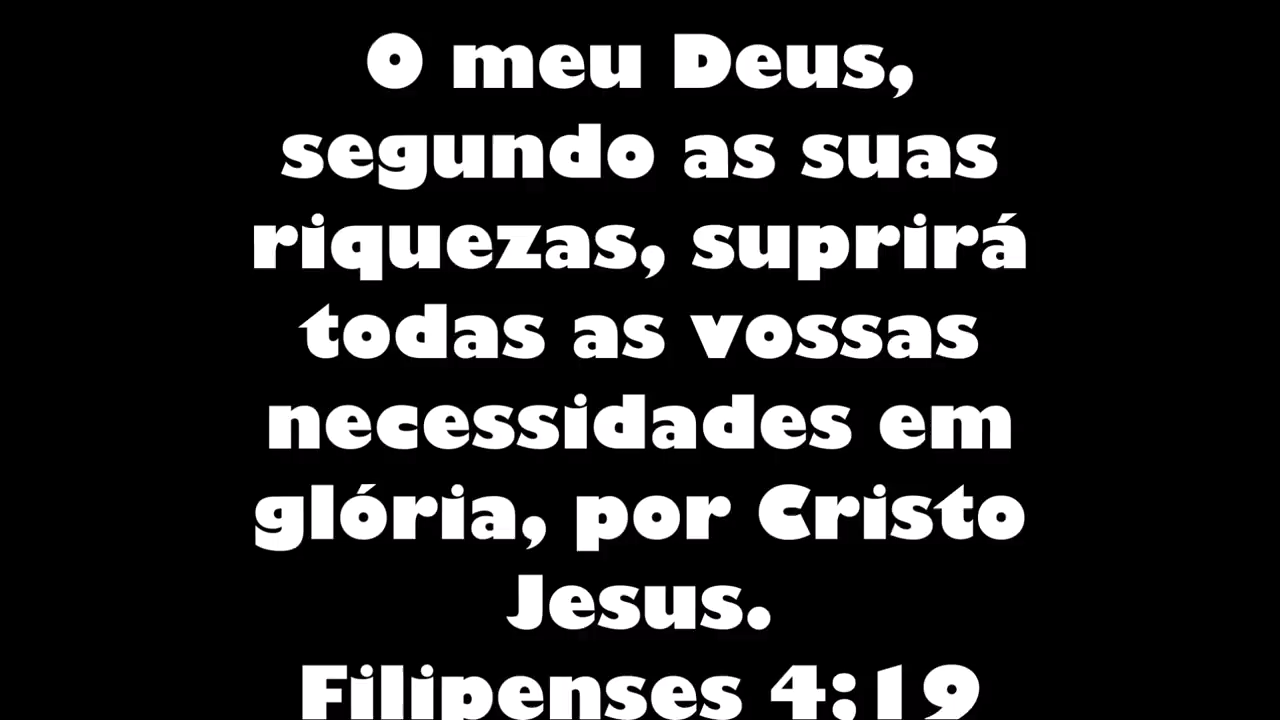 O meu Deus,
segundo as suas
riquezas, suprirá
todas as vossas
necessidades em
glória, por Cristo
Jesus.
Filipenses 4:19